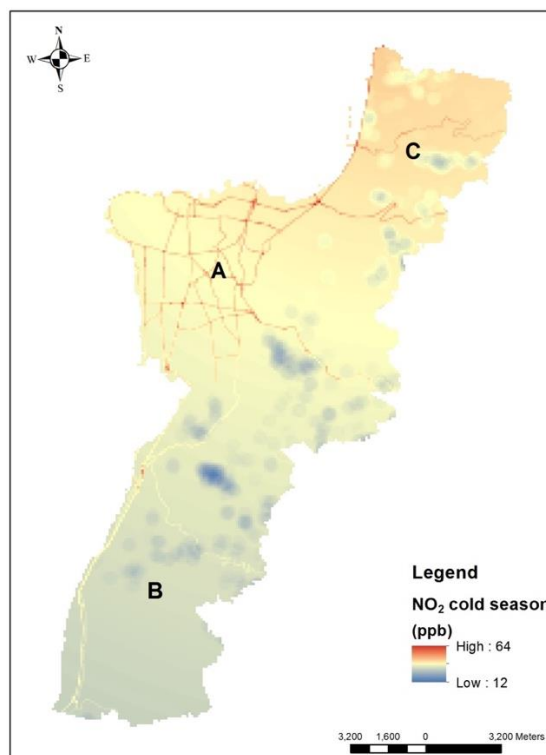 N
W E
S
C
A
B
Legend
NO₂ cold season
(ppb)
High : 64
Low : 12
3,200 1,600 0 3,200 Meters